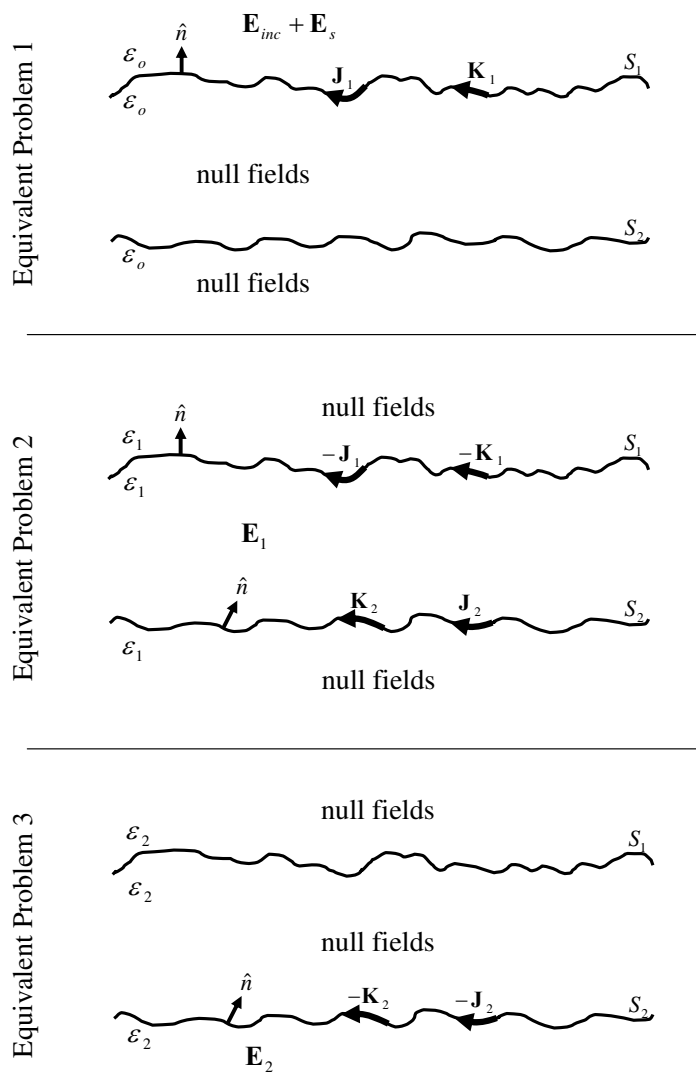 Equivalent Problem 1
E_inc + E_s
n̂
ε_o
J_1
K_1
S_1
ε_o
null fields
S_2
ε_o
null fields
Equivalent Problem 2
null fields
n̂
ε_1
−J_1
−K_1
S_1
ε_1
E_1
n̂
K_2
J_2
S_2
ε_1
null fields
Equivalent Problem 3
null fields
ε_2
S_1
ε_2
null fields
n̂
−K_2
−J_2
S_2
ε_2
E_2